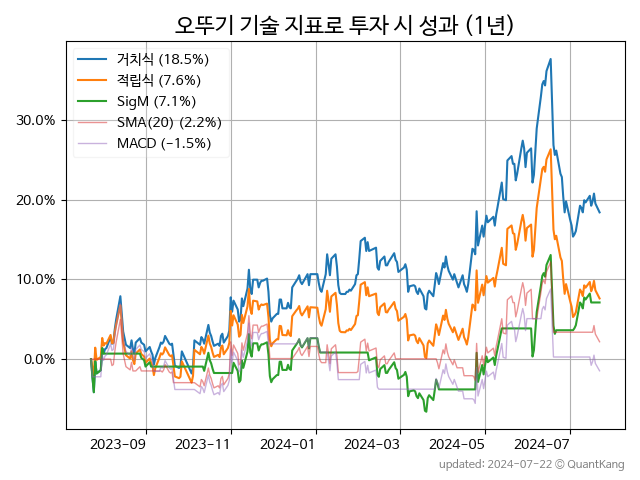 오뚜기 기술 지표로 투자 시 성과 (1년)
거치식 (18.5%)
적립식 (7.6%)
SigM (7.1%)
SMA(20) (2.2%)
MACD (−1.5%)
30.0%
20.0%
10.0%
0.0%
2023−09
2023−11
2024−01
2024−03
2024−05
2024−07
updated: 2024−07−22 @ QuantKang